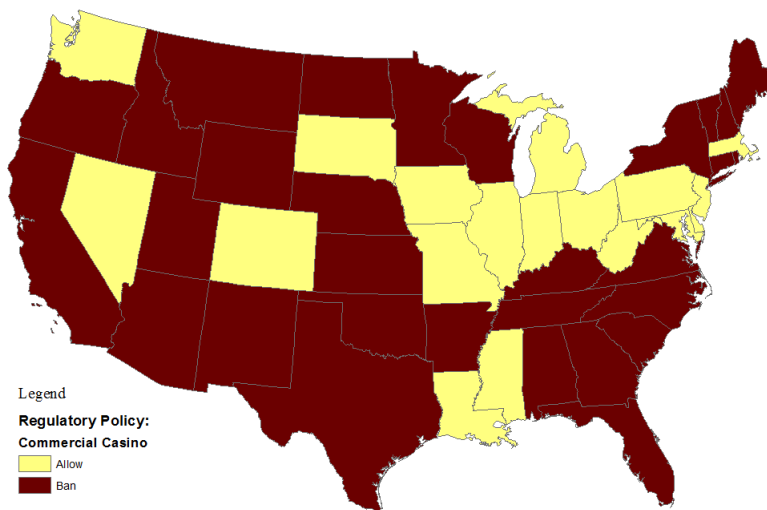 Legend
Regulatory Policy:
Commercial Casino
Allow
Ban